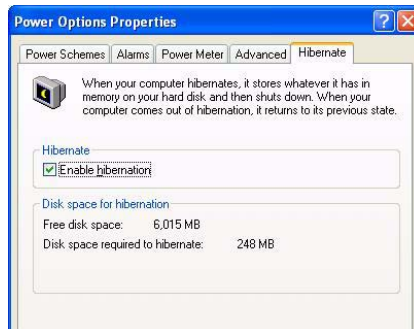 Power Options Properties
Power Schemes Alarms Power Meter Advanced Hibernate
When your computer hibernates, it stores whatever it has in
memory on your hard disk and then shuts down. When your
computer comes out of hibernation, it returns to its previous state.
Hibernate
Enable hibernation
Disk space for hibernation
Free disk space: 6,015 MB
Disk space required to hibernate: 248 MB